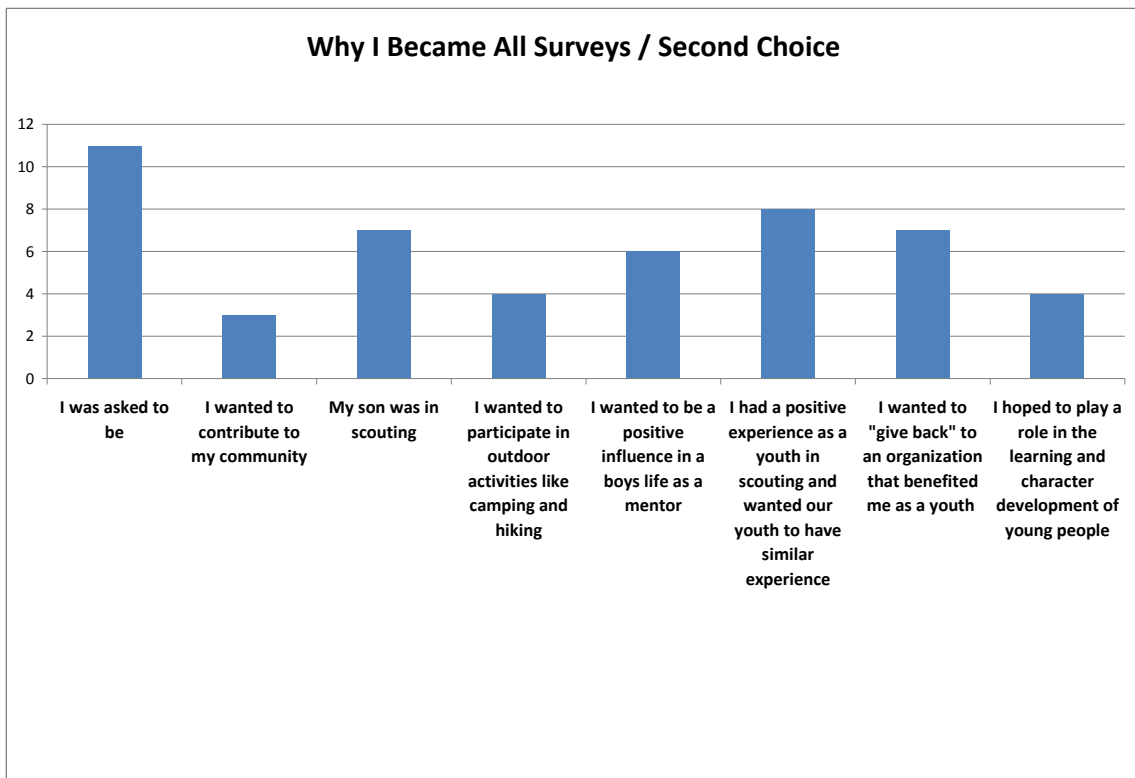 Why I Became All Surveys / Second Choice
12
10
8
6
4
2
0
I was asked to
be
I wanted to
contribute to
my community
My son was in
scouting
I wanted to
participate in
outdoor
activities like
camping and
hiking
I wanted to be a
positive
influence in a
boys life as a
mentor
I had a positive
experience as a
youth in
scouting and
wanted our
youth to have
similar
experience
I wanted to
"give back" to
an organization
that benefited
me as a youth
I hoped to play a
role in the
learning and
character
development of
young people